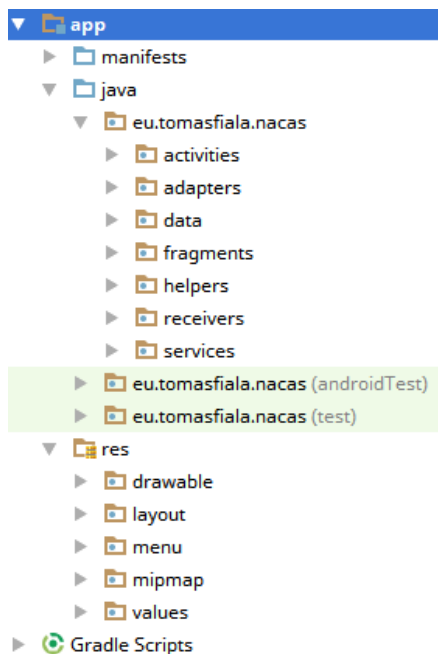 app
manifests
java
eu.tomasfiala.nacas
activities
adapters
data
fragments
helpers
receivers
services
eu.tomasfiala.nacas (androidTest)
eu.tomasfiala.nacas (test)
res
drawable
layout
menu
mipmap
values
Gradle Scripts